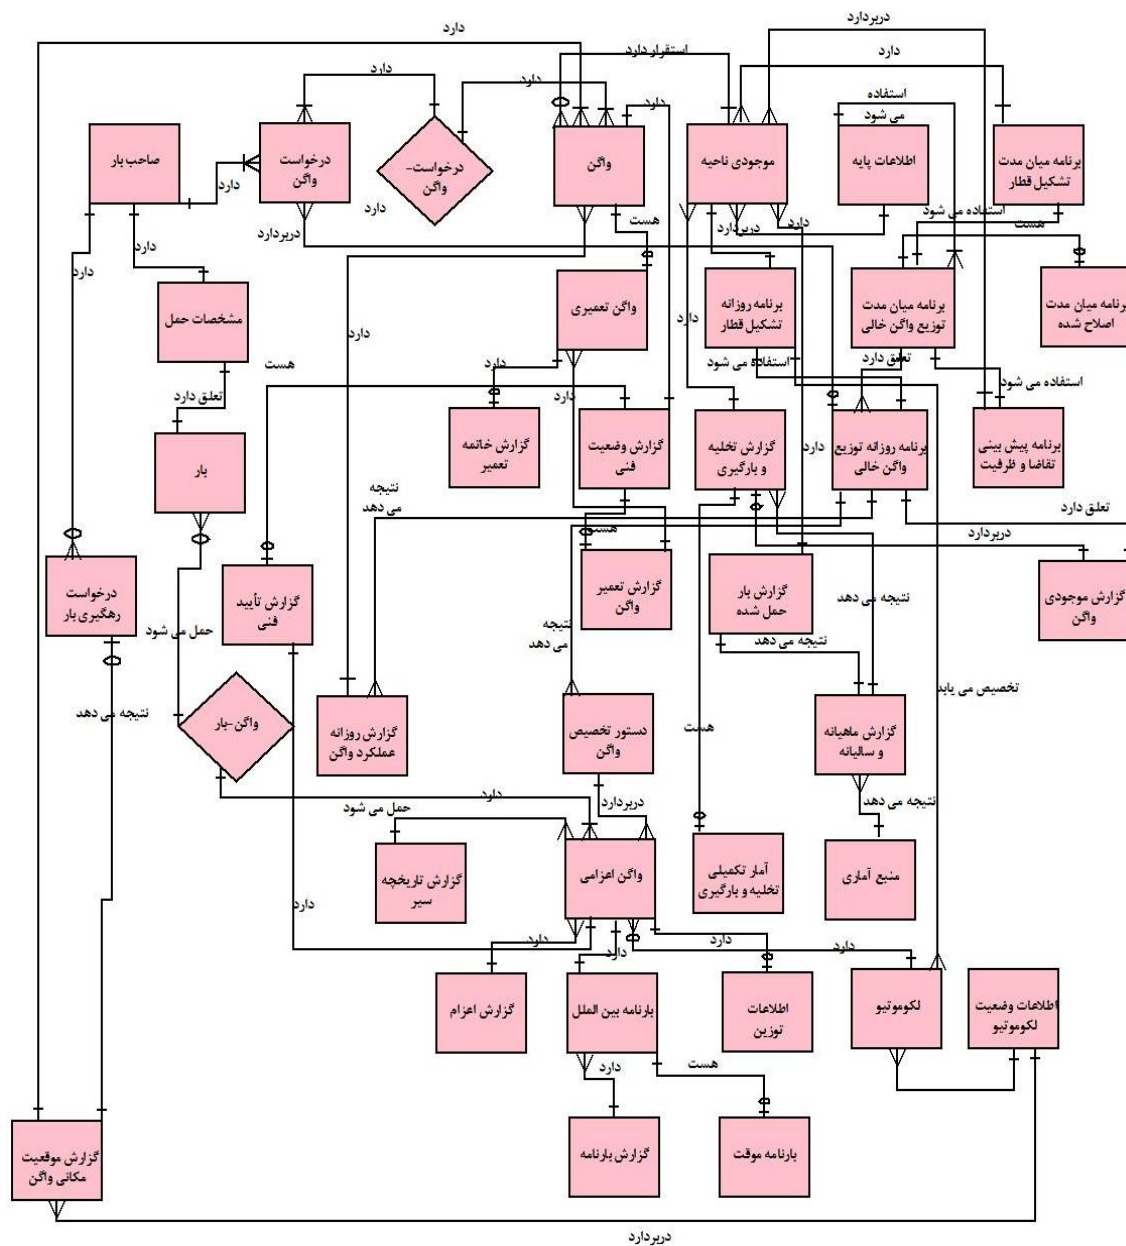 دربردارد
دارد
دارد
استقرار دارد
دارد
دارد
دارد
استفاده
می شود
صاحب بار
درخواست
واگن
درخواست-
واگن
واگن
موجودی ناحیه
اطلاعات پایه
برنامه میان مدت
تشکیل قطار
دارد
دارد
دارد
دارد
دربردارد
هست
دربردارد
دارد
استفاده می شود
هست
مشخصات حمل
واگن تعمیری
برنامه روزانه
تشکیل قطار
برنامه میان مدت
توزیع واگن خالی
برنامه میان مدت
اصلاح شده
دارد
دارد
هست
استفاده می شود
تعلق دارد
استفاده می شود
تعلق دارد
دارد
دارد
بار
گزارش خاتمه
تعمیر
گزارش وضعیت
فنی
گزارش تخلیه
و بارگیری
برنامه روزانه توزیع
واگن خالی
برنامه پیش بینی
تقاضا و ظرفیت
نتیجه
می دهد
هست
تعلق دارد
دربردارد
درخواست
رهگیری بار
گزارش تأیید
فنی
گزارش تعمیر
واگن
گزارش بار
حمل شده
گزارش موجودی
واگن
نتیجه می دهد
حمل می شود
نتیجه
می دهد
نتیجه می دهد
تخصیص می یابد
نتیجه می دهد
واگن-بار
گزارش روزانه
عملکرد واگن
دستور تخصیص
واگن
هست
گزارش ماهیانه
و سالیانه
دارد
دربردارد
حمل می شود
نتیجه می دهد
گزارش تاریخچه
سیر
واگن اعزامی
آمار تکمیلی
تخلیه و بارگیری
منبع آماری
دارد
دارد
دارد
دارد
دارد
گزارش اعزام
بارنامه بین الملل
اطلاعات
توزین
لکوموتیو
اطلاعات وضعیت
لکوموتیو
دارد
هست
گزارش موقعیت
مکانی واگن
گزارش بارنامه
بارنامه موقت
دربردارد